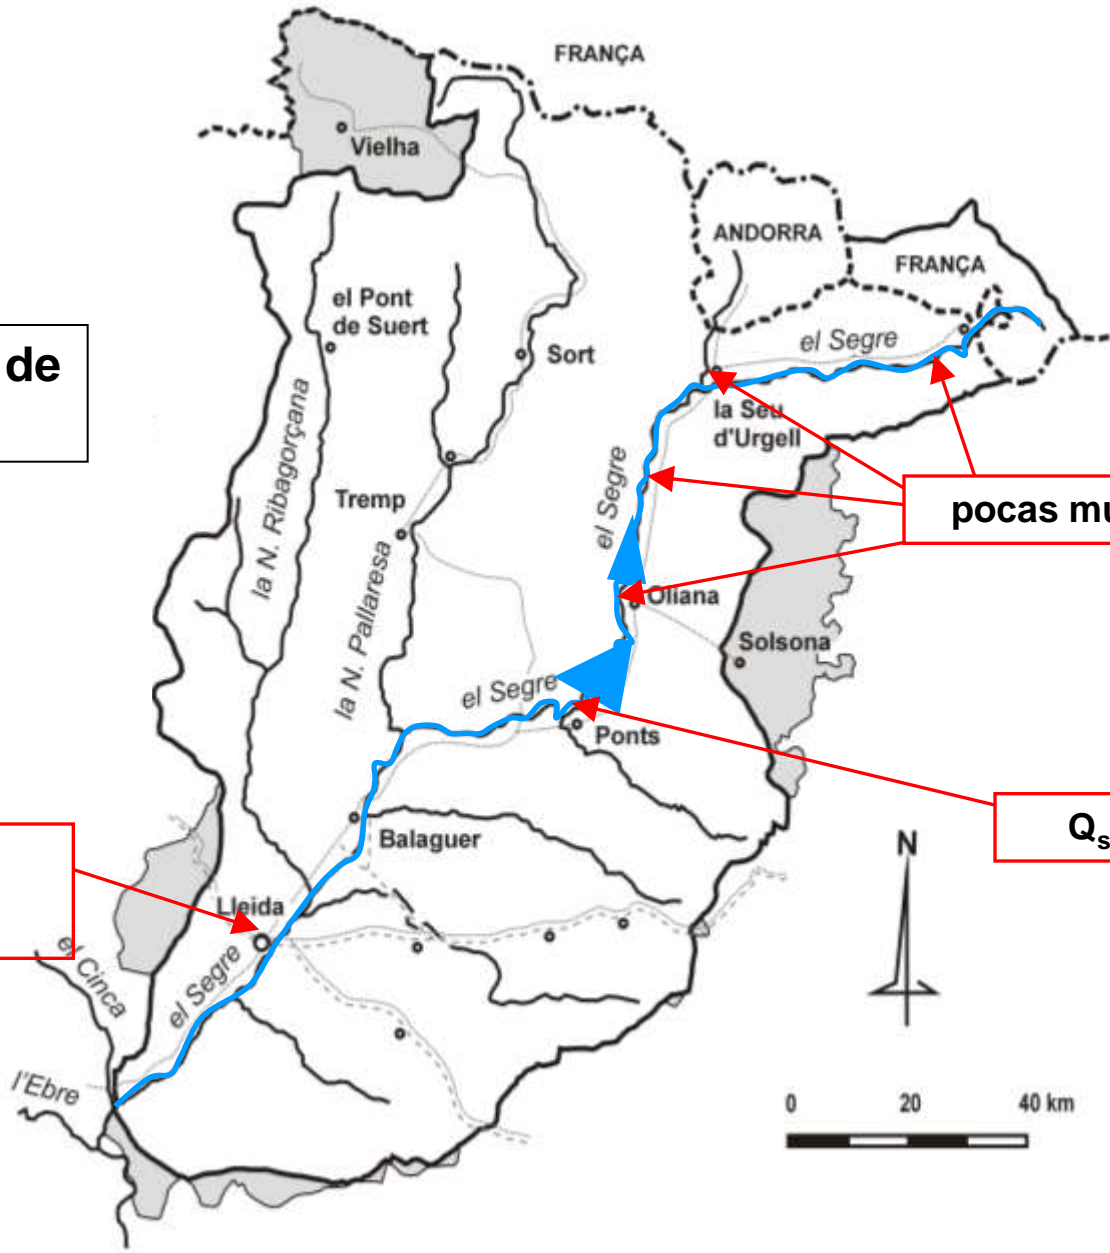 FRANÇA
Vielha
ANDORRA
FRANÇA
el Pont
de Suert
Sort
el Segre
de
la Seu
d'Urgell
la N. Ribagorçana
Tremp
el Segre
pocas
la N. Pallaresa
Oliana
Solsona
el Segre
Ponts
Balaguer
Qs
N
Lleida
el Cinca
el Segre
l'Ebre
0 20 40 km